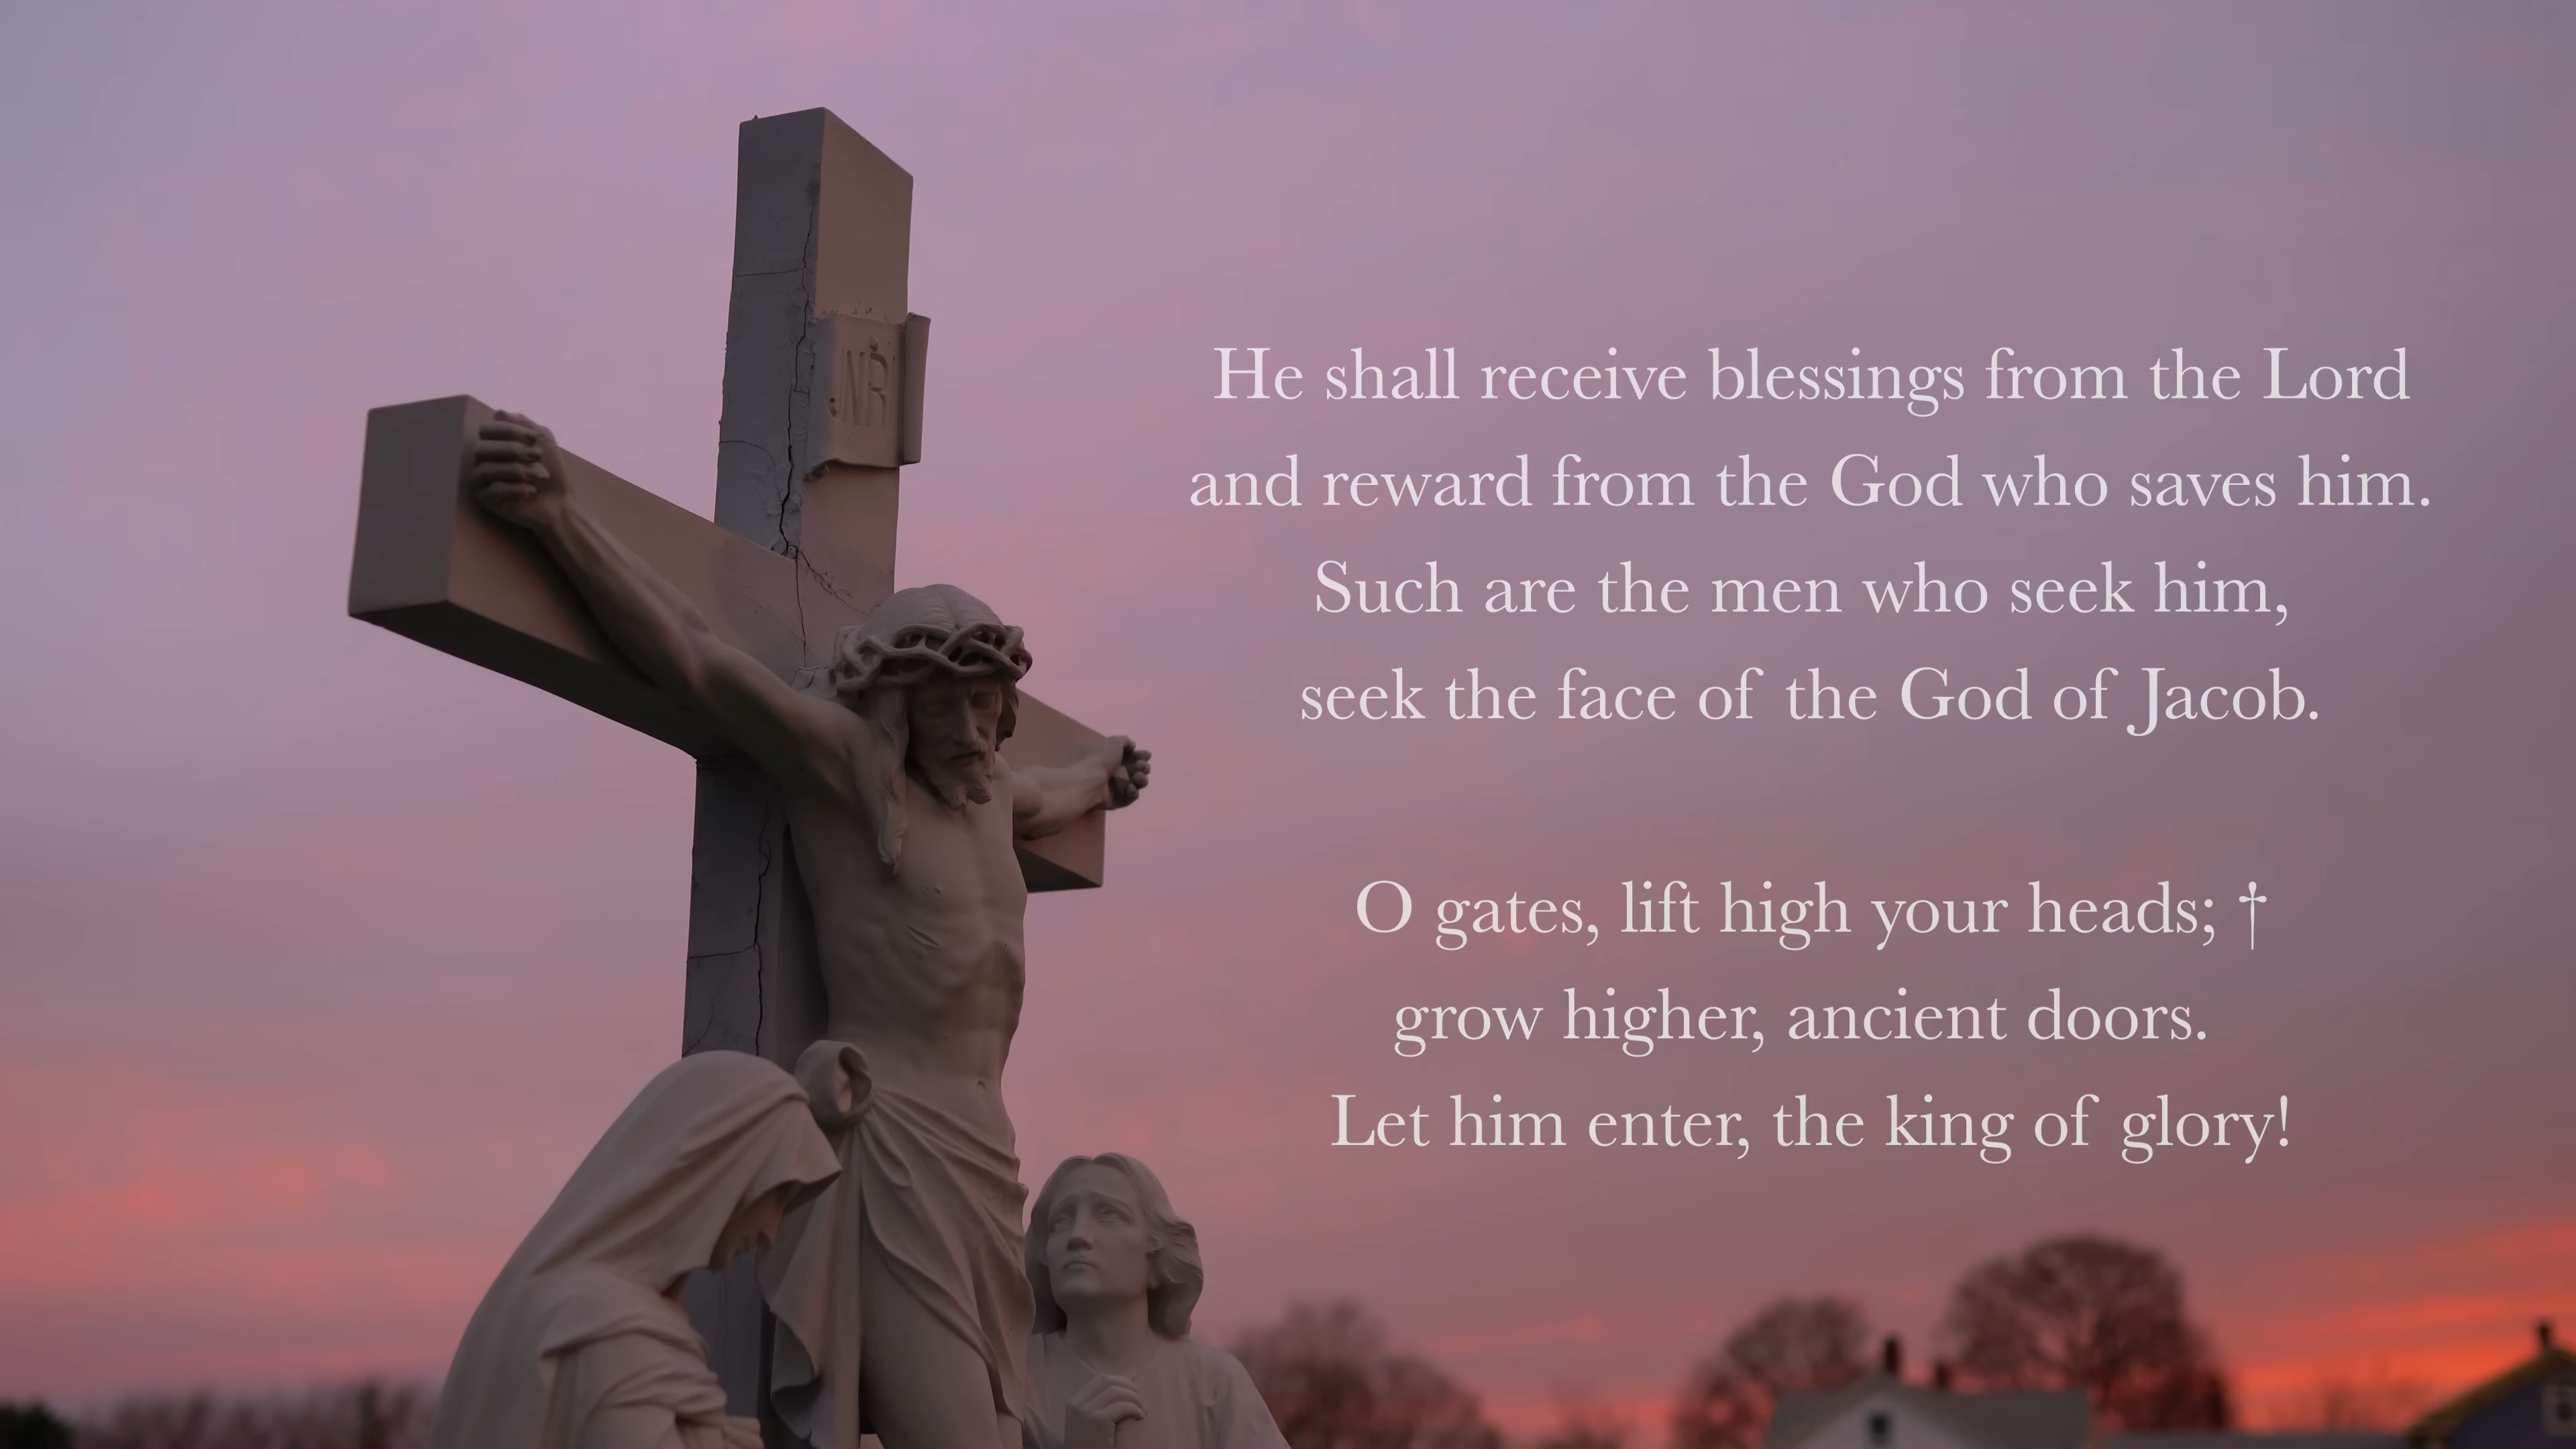 INRI
He shall receive blessings from the Lord
and reward from the God who saves him.
Such are the men who seek him,
seek the face of the God of Jacob.
O gates, lift high your heads; †
grow higher, ancient doors.
Let him enter, the king of glory!